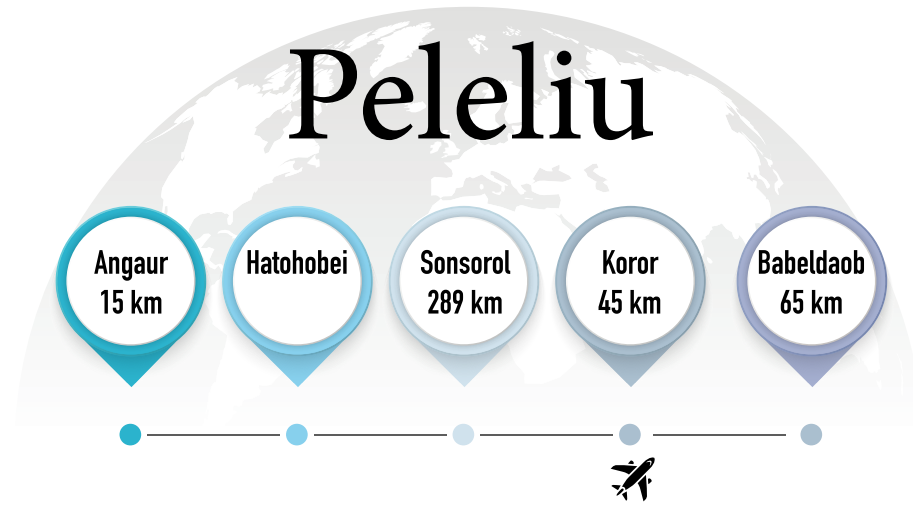 Peleliu
Angaur
15 km
Hatohobei
Sonsorol
289 km
Koror
45 km
Babeldaob
65 km